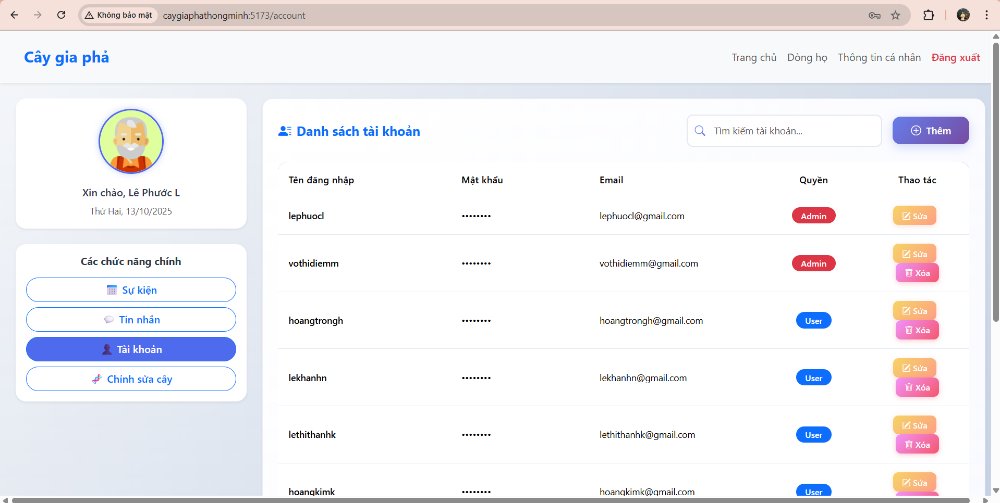 Không bảo mật
caygiaphathongminh:5173/account
Cây gia phả
Trang chủ Dòng họ Thông tin cá nhân Đăng xuất
Xin chào, Lê Phước L
Thứ Hai, 13/10/2025
Các chức năng chính
Sự kiện
Tin nhắn
Tài khoản
Chỉnh sửa cây
Danh sách tài khoản
Tìm kiếm tài khoản...
Thêm
Tên đăng nhập Mật khẩu Email Quyền Thao tác
lephuocl •••••••• lephuocl@gmail.com Admin Sửa
vothidiemm •••••••• vothidiemm@gmail.com Admin Sửa
Xóa
hoangtrongh •••••••• hoangtrongh@gmail.com User Sửa
Xóa
lekhanhn •••••••• lekhanhn@gmail.com User Sửa
Xóa
lethithanhk •••••••• lethithanhk@gmail.com User Sửa
Xóa
hoangkimk •••••••• hoangkimk@gmail.com User Sửa